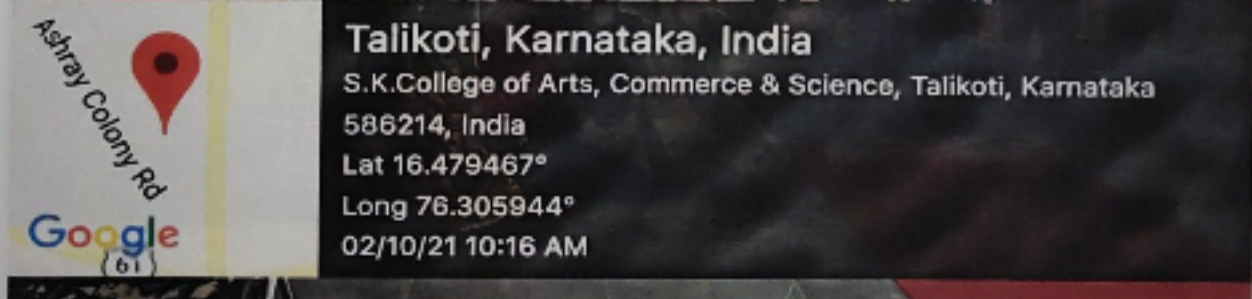 Ashray Colony Rd
Google
61
Talikoti, Karnataka, India
S.K.College of Arts, Commerce & Science, Talikoti, Karnataka
586214, India
Lat 16.479467°
Long 76.305944°
02/10/21 10:16 AM